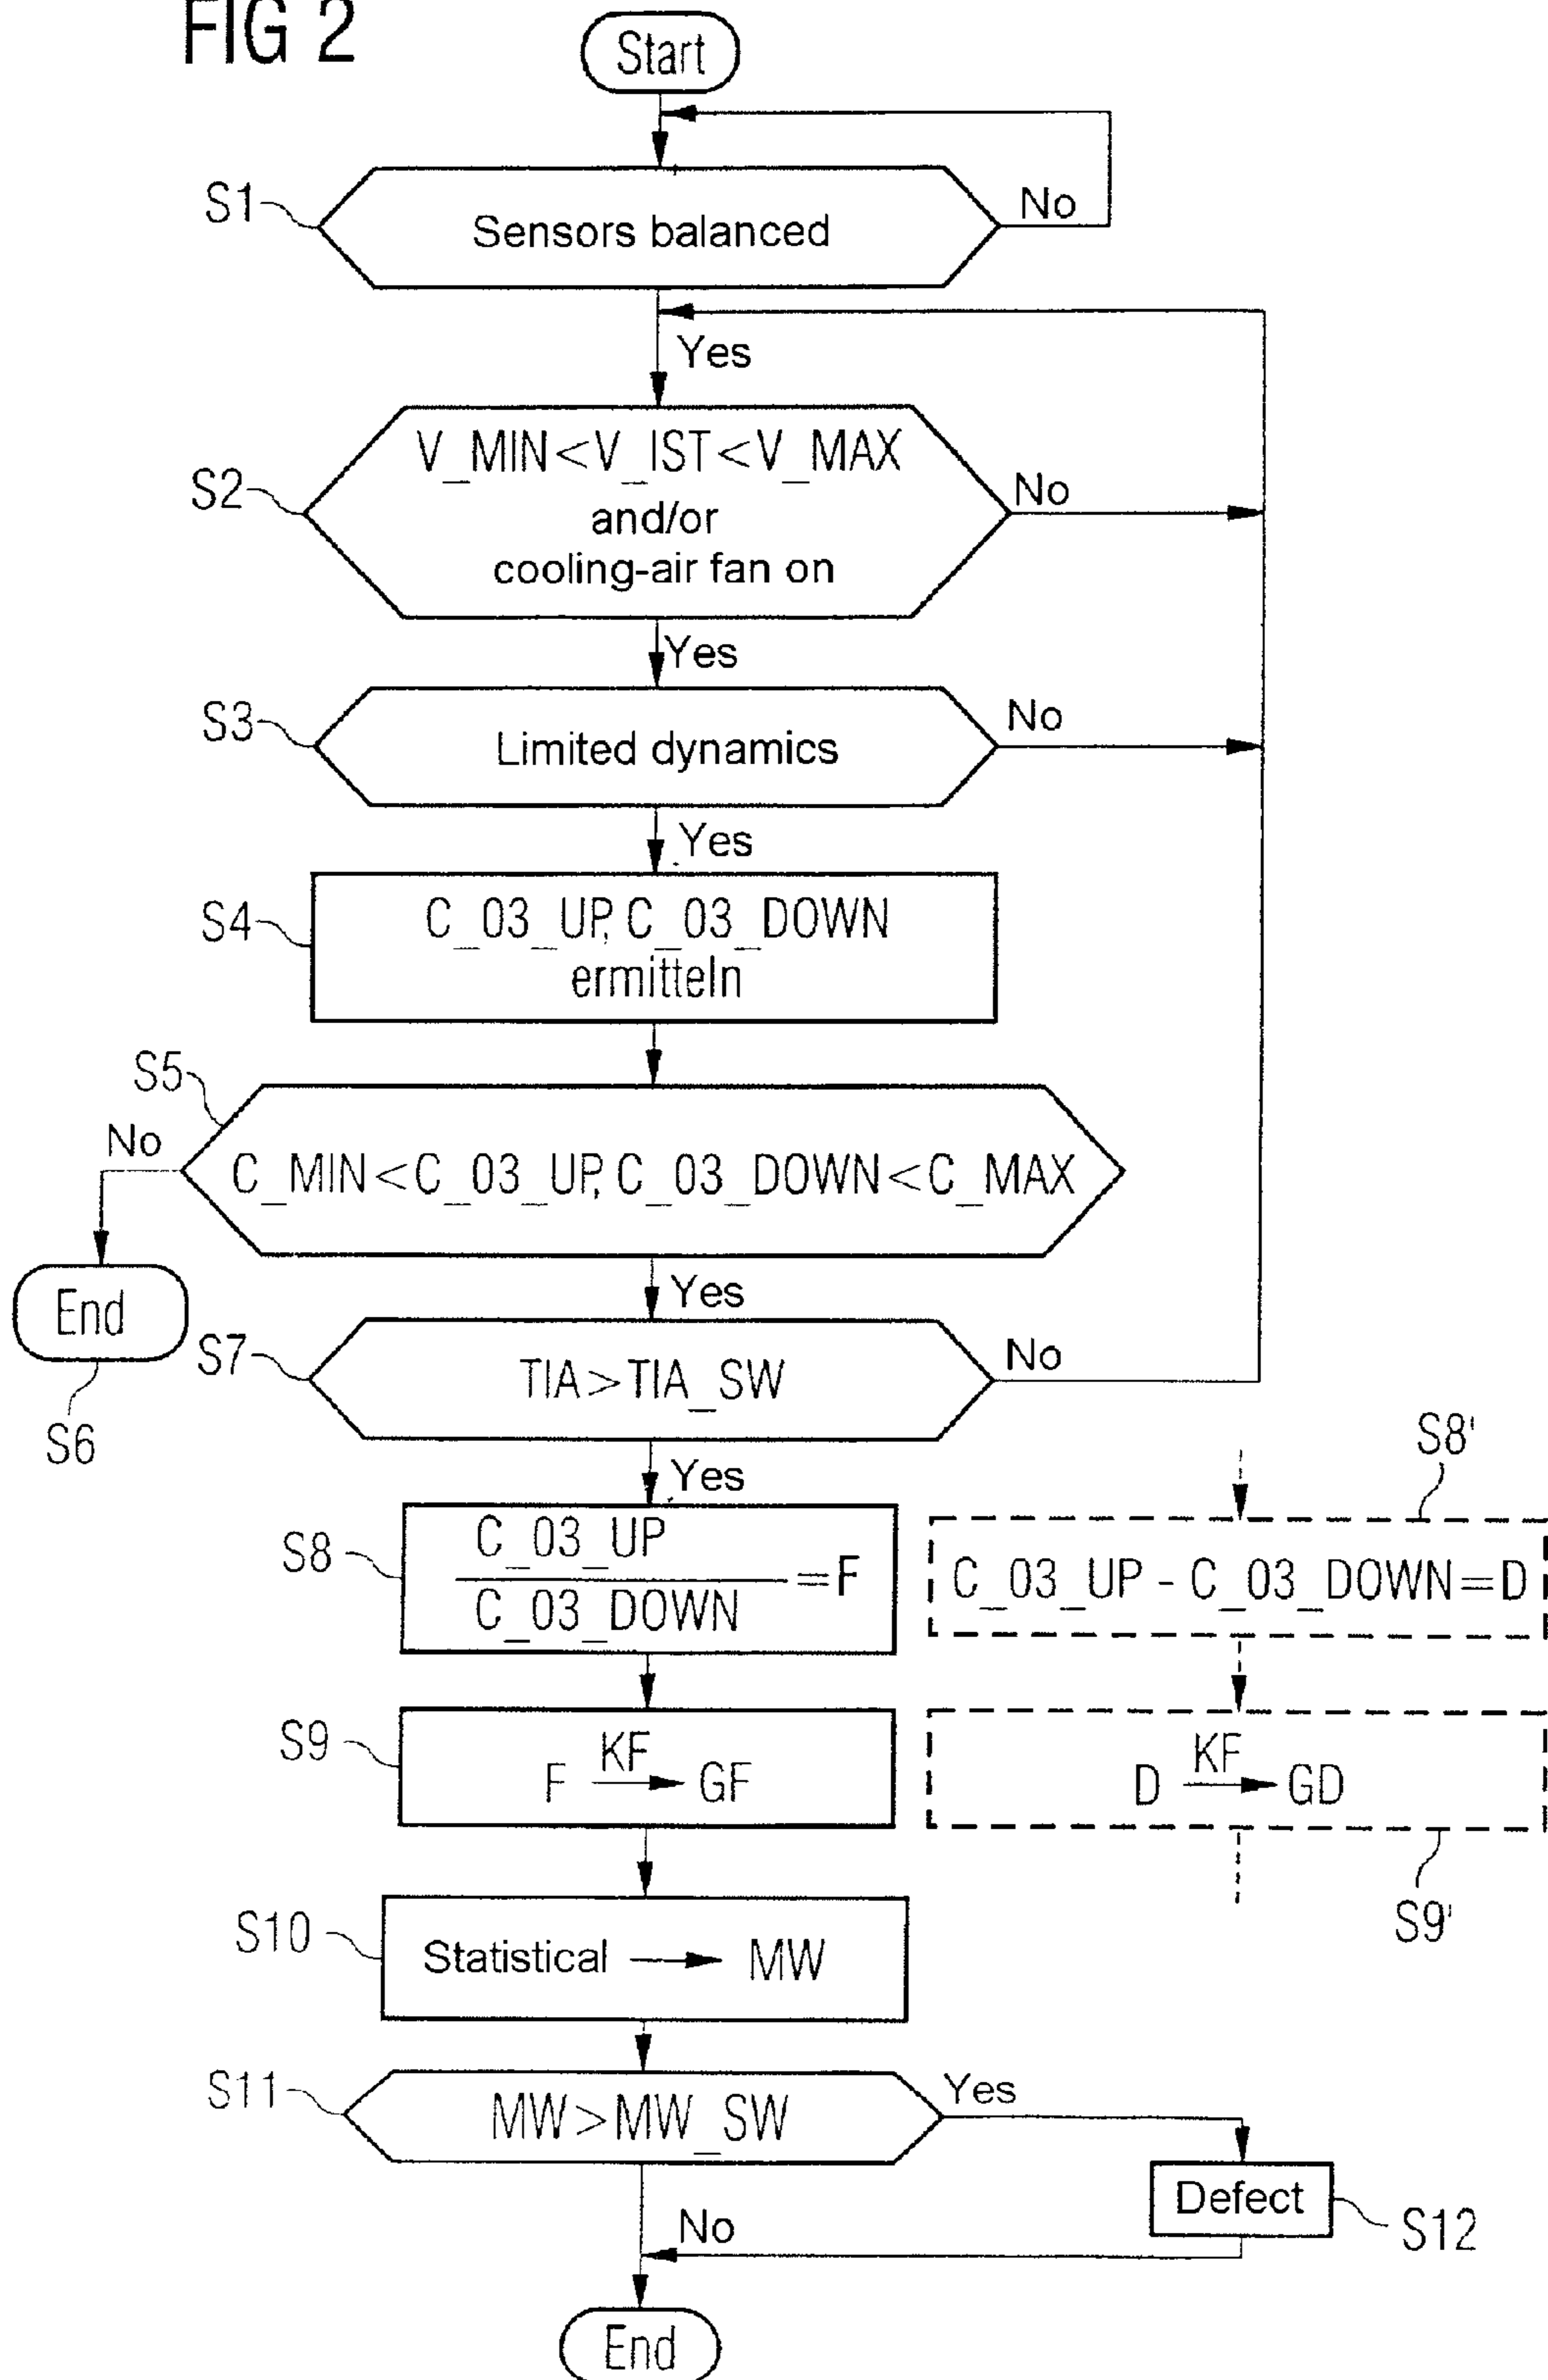 FIG 2
Start
S1
Sensors balanced
No
Yes
V_MIN<V_IST<V_MAX
and/or
cooling-air fan on
S2
No
Yes
S3
Limited dynamics
No
Yes
S4
C_03_UP, C_03_DOWN
ermitteln
S5
No
C_MIN<C_03_UP, C_03_DOWN<C_MAX
End
S6
Yes
S7
TIA>TIA_SW
No
Yes
S8
C_03_UP
C_03_DOWN
=F
S8'
C_03_UP - C_03_DOWN=D
S9
KF
F → GF
KF
D → GD
S9'
S10
Statistical → MW
S11
MW>MW_SW
Yes
Defect
S12
No
End